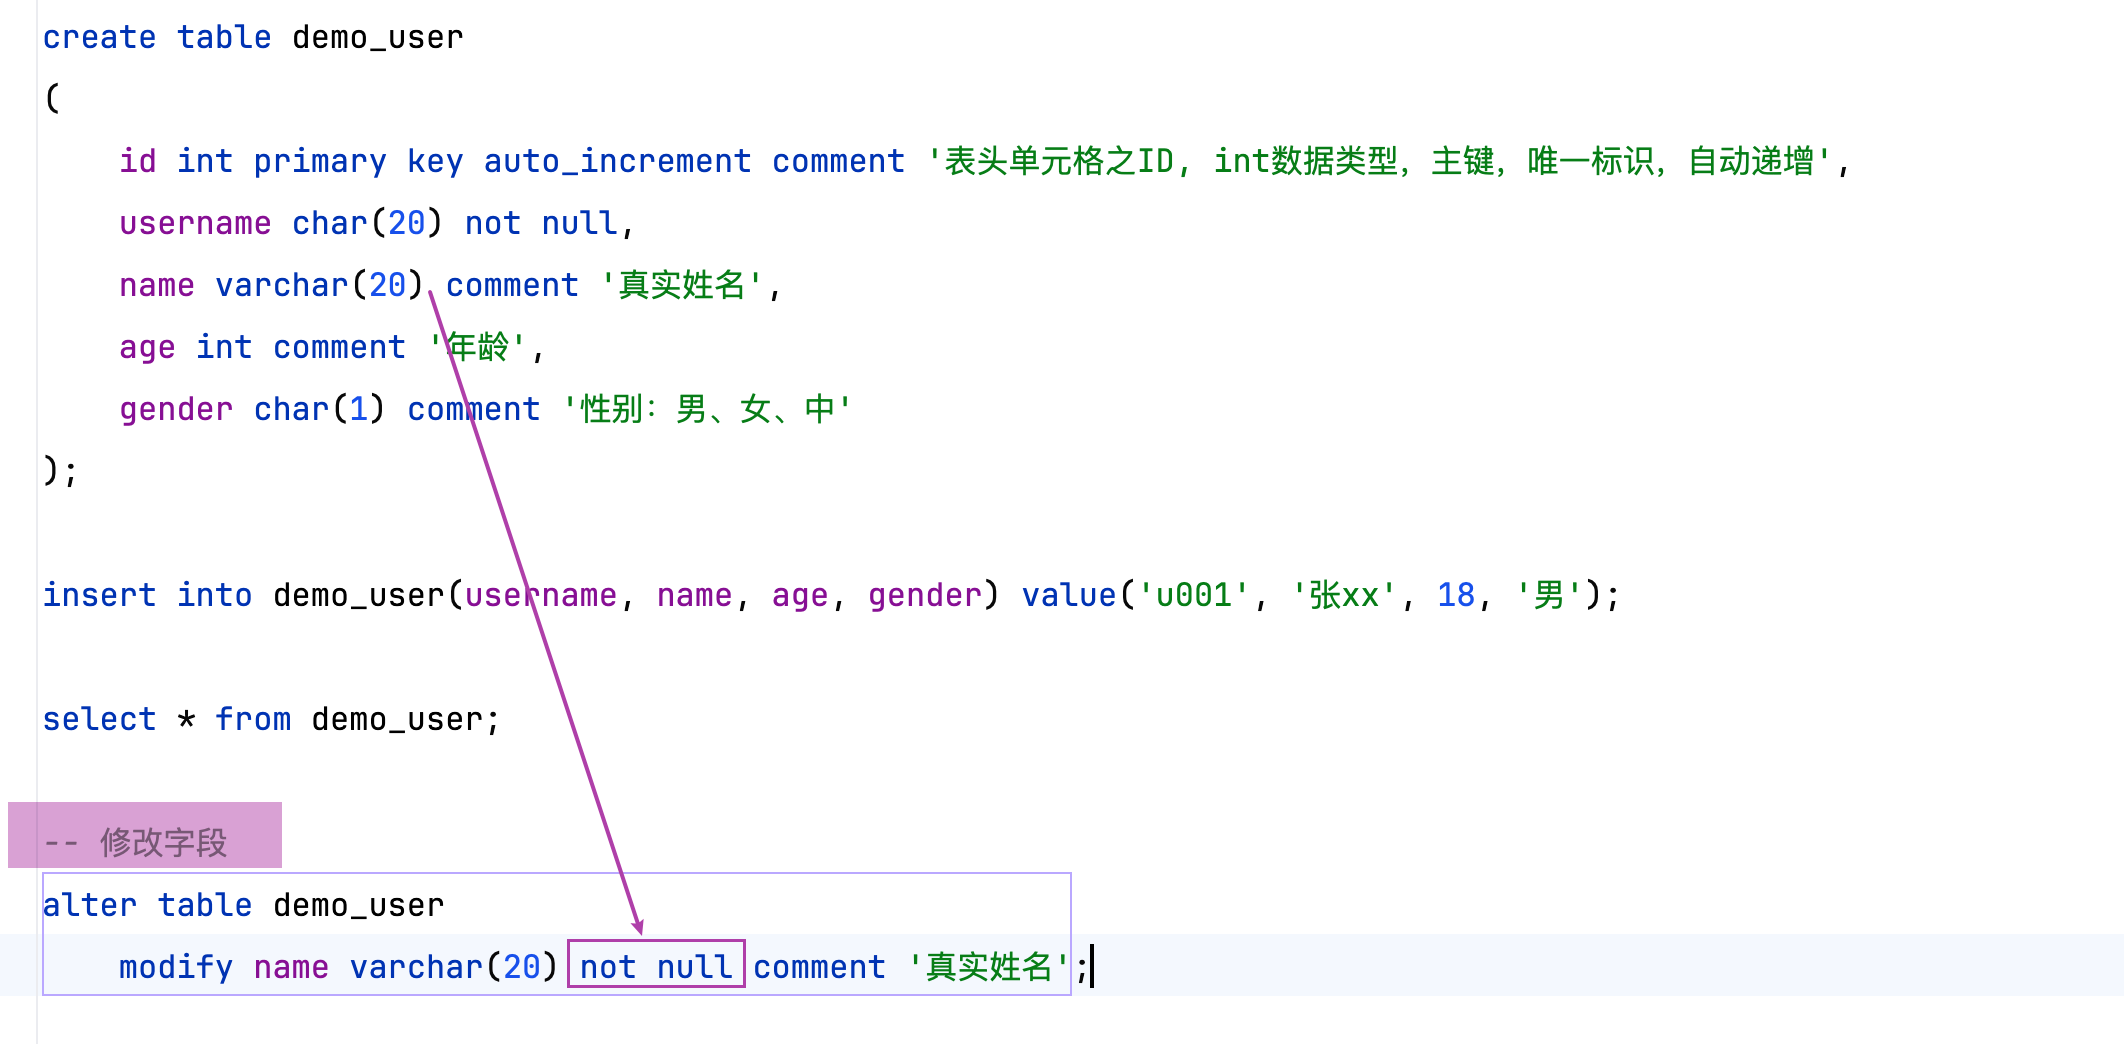 create table demo_user
(
    id int primary key auto_increment comment '表头单元格之ID, int数据类型，主键，唯一标识，自动递增',
    username char(20) not null,
    name varchar(20) comment '真实姓名',
    age int comment '年龄',
    gender char(1) comment '性别：男、女、中'
);
insert into demo_user(username, name, age, gender) value('u001', '张xx', 18, '男');
select * from demo_user;
-- 修改字段
alter table demo_user
    modify name varchar(20) not null comment '真实姓名';